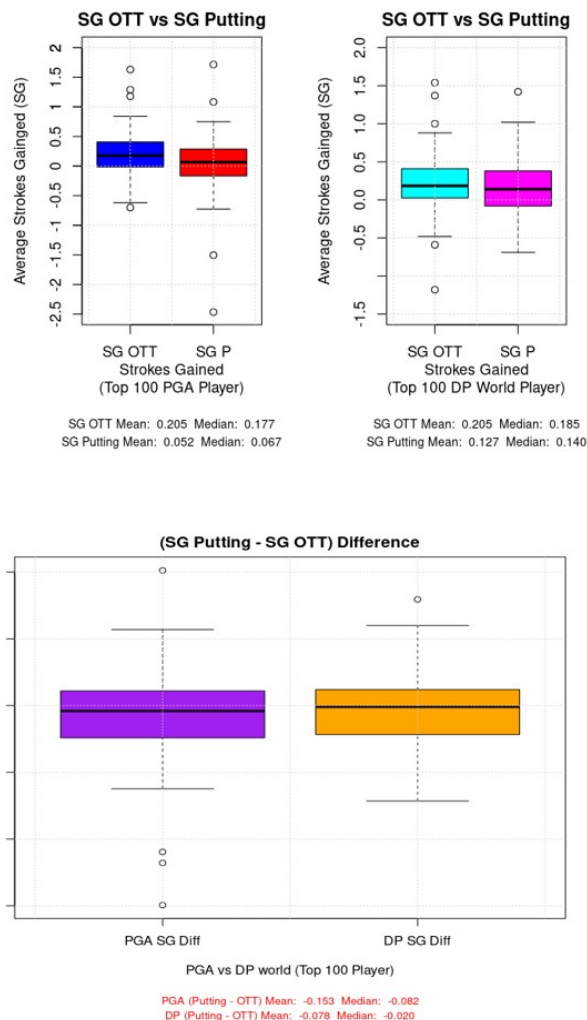 SG OTT vs SG Putting
Average Strokes Gainged (SG)
2
1
0.5
0
-0.5
-1
-1.5
-2
-2.5
SG OTT SG P
Strokes Gained
(Top 100 PGA Player)
SG OTT Mean: 0.205 Median: 0.177
SG Putting Mean: 0.052 Median: 0.067
SG OTT vs SG Putting
Average Strokes Gainged (SG)
2.0
1.5
1.0
0.5
0.0
-0.5
-1.5
SG OTT SG P
Strokes Gained
(Top 100 DP World Player)
SG OTT Mean: 0.205 Median: 0.185
SG Putting Mean: 0.127 Median: 0.140
(SG Putting - SG OTT) Difference
PGA SG Diff DP SG Diff
PGA vs DP world (Top 100 Player)
PGA (Putting - OTT) Mean: -0.153 Median: -0.082
DP (Putting - OTT) Mean: -0.078 Median: -0.020